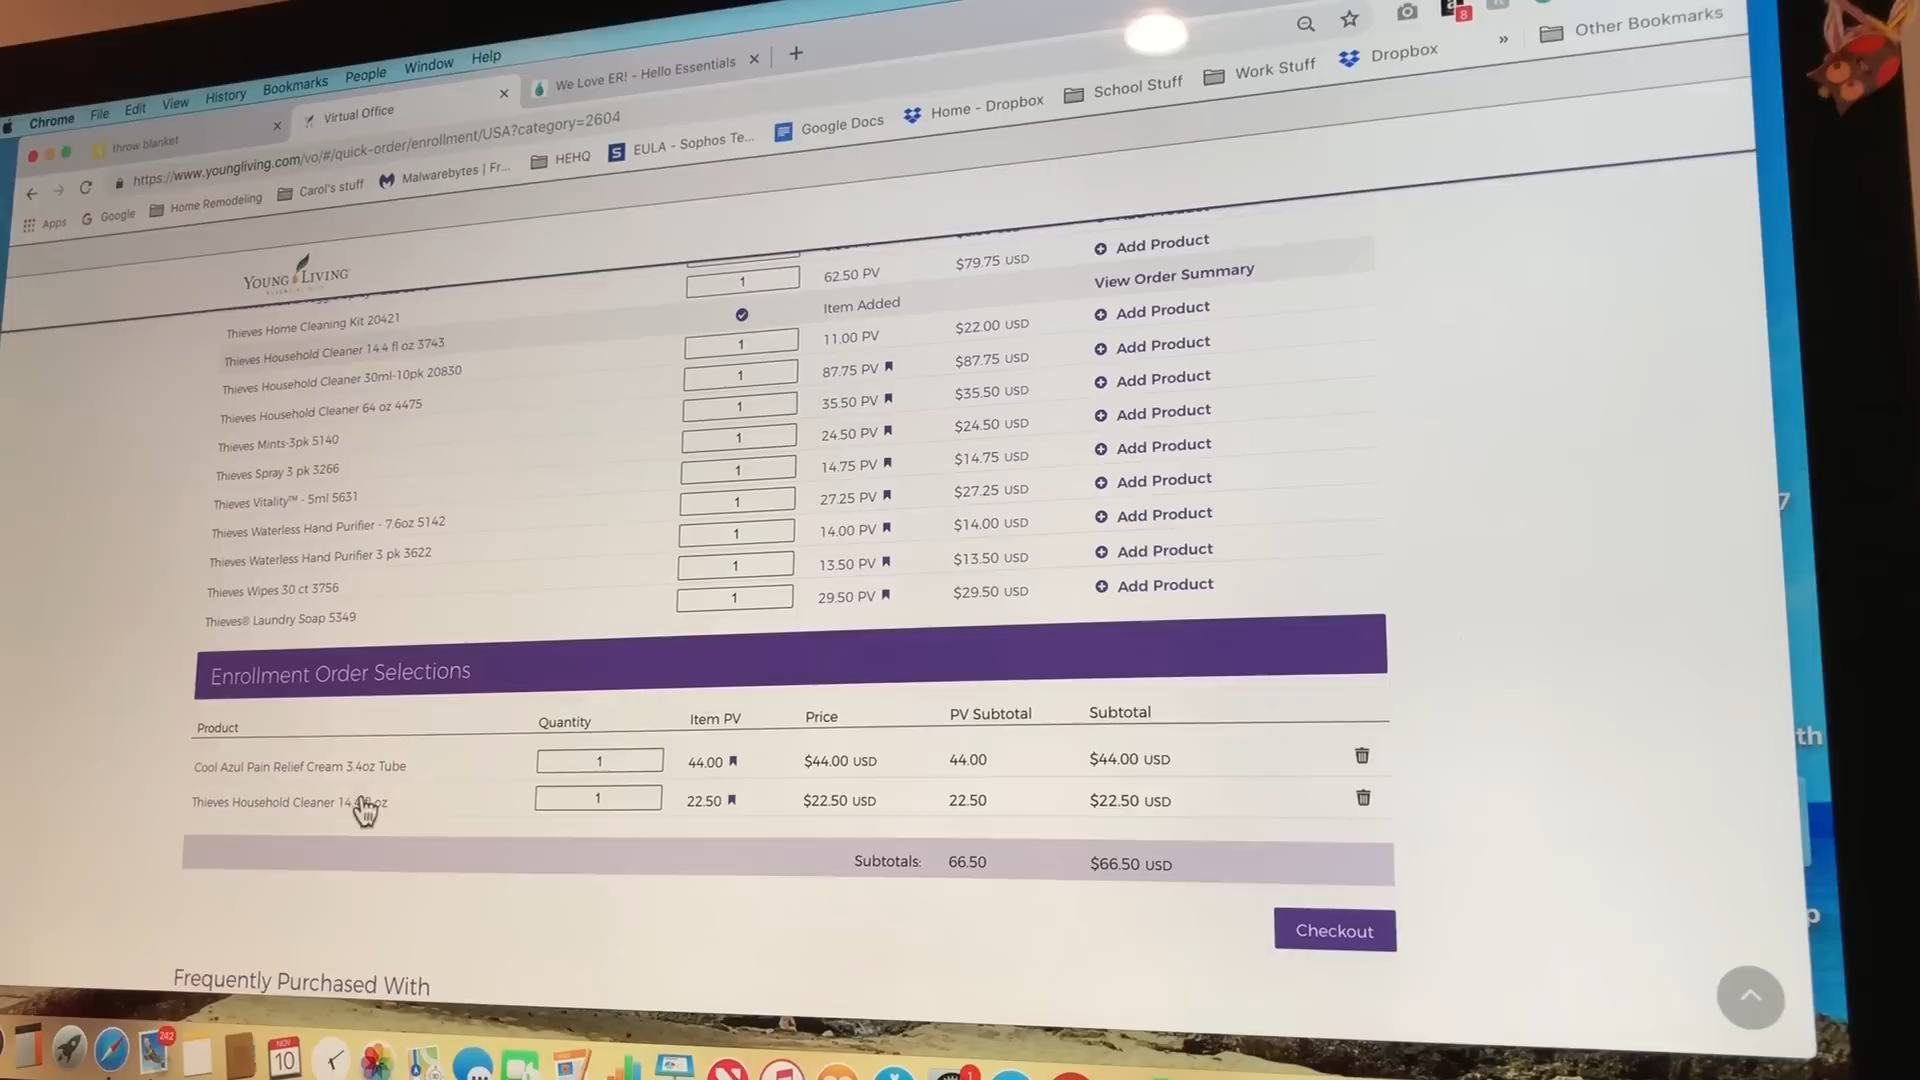 Chrome File Edit View History Bookmarks People Window Help
throw blanket
Virtual Office
We Love ER! - Hello Essentials
https://www.youngliving.com/vo/#/quick-order/enrollment/USA?category=2604
8
Apps Google Home Remodeling Carol's stuff Malwarebytes | Fr... HEHQ EULA - Sophos Te... Google Docs Home - Dropbox School Stuff Work Stuff Dropbox » Other Bookmarks
YOUNG LIVING
ESSENTIAL OILS
1 62.50 PV $79.75 USD Add Product
Thieves Home Cleaning Kit 20421
Item Added View Order Summary
Thieves Household Cleaner 14.4 fl oz 3743
1 11.00 PV $22.00 USD Add Product
Thieves Household Cleaner 30ml-10pk 20830
1 87.75 PV $87.75 USD Add Product
Thieves Household Cleaner 64 oz 4475
1 35.50 PV $35.50 USD Add Product
Thieves Mints-3pk 5140
1 24.50 PV $24.50 USD Add Product
Thieves Spray 3 pk 3266
1 14.75 PV $14.75 USD Add Product
Thieves Vitality™ - 5ml 5631
1 27.25 PV $27.25 USD Add Product
Thieves Waterless Hand Purifier - 7.6oz 5142
1 14.00 PV $14.00 USD Add Product
Thieves Waterless Hand Purifier 3 pk 3622
1 13.50 PV $13.50 USD Add Product
Thieves Wipes 30 ct 3756
1 29.50 PV $29.50 USD Add Product
Thieves® Laundry Soap 5349
Enrollment Order Selections
Product Quantity Item PV Price PV Subtotal Subtotal
Cool Azul Pain Relief Cream 3.4oz Tube 1 44.00 $44.00 USD 44.00 $44.00 USD
Thieves Household Cleaner 1 22.50 $22.50 USD 22.50 $22.50 USD
Subtotals: 66.50 $66.50 USD
Checkout
Frequently Purchased With
242
NOV
10
1
7
th
p